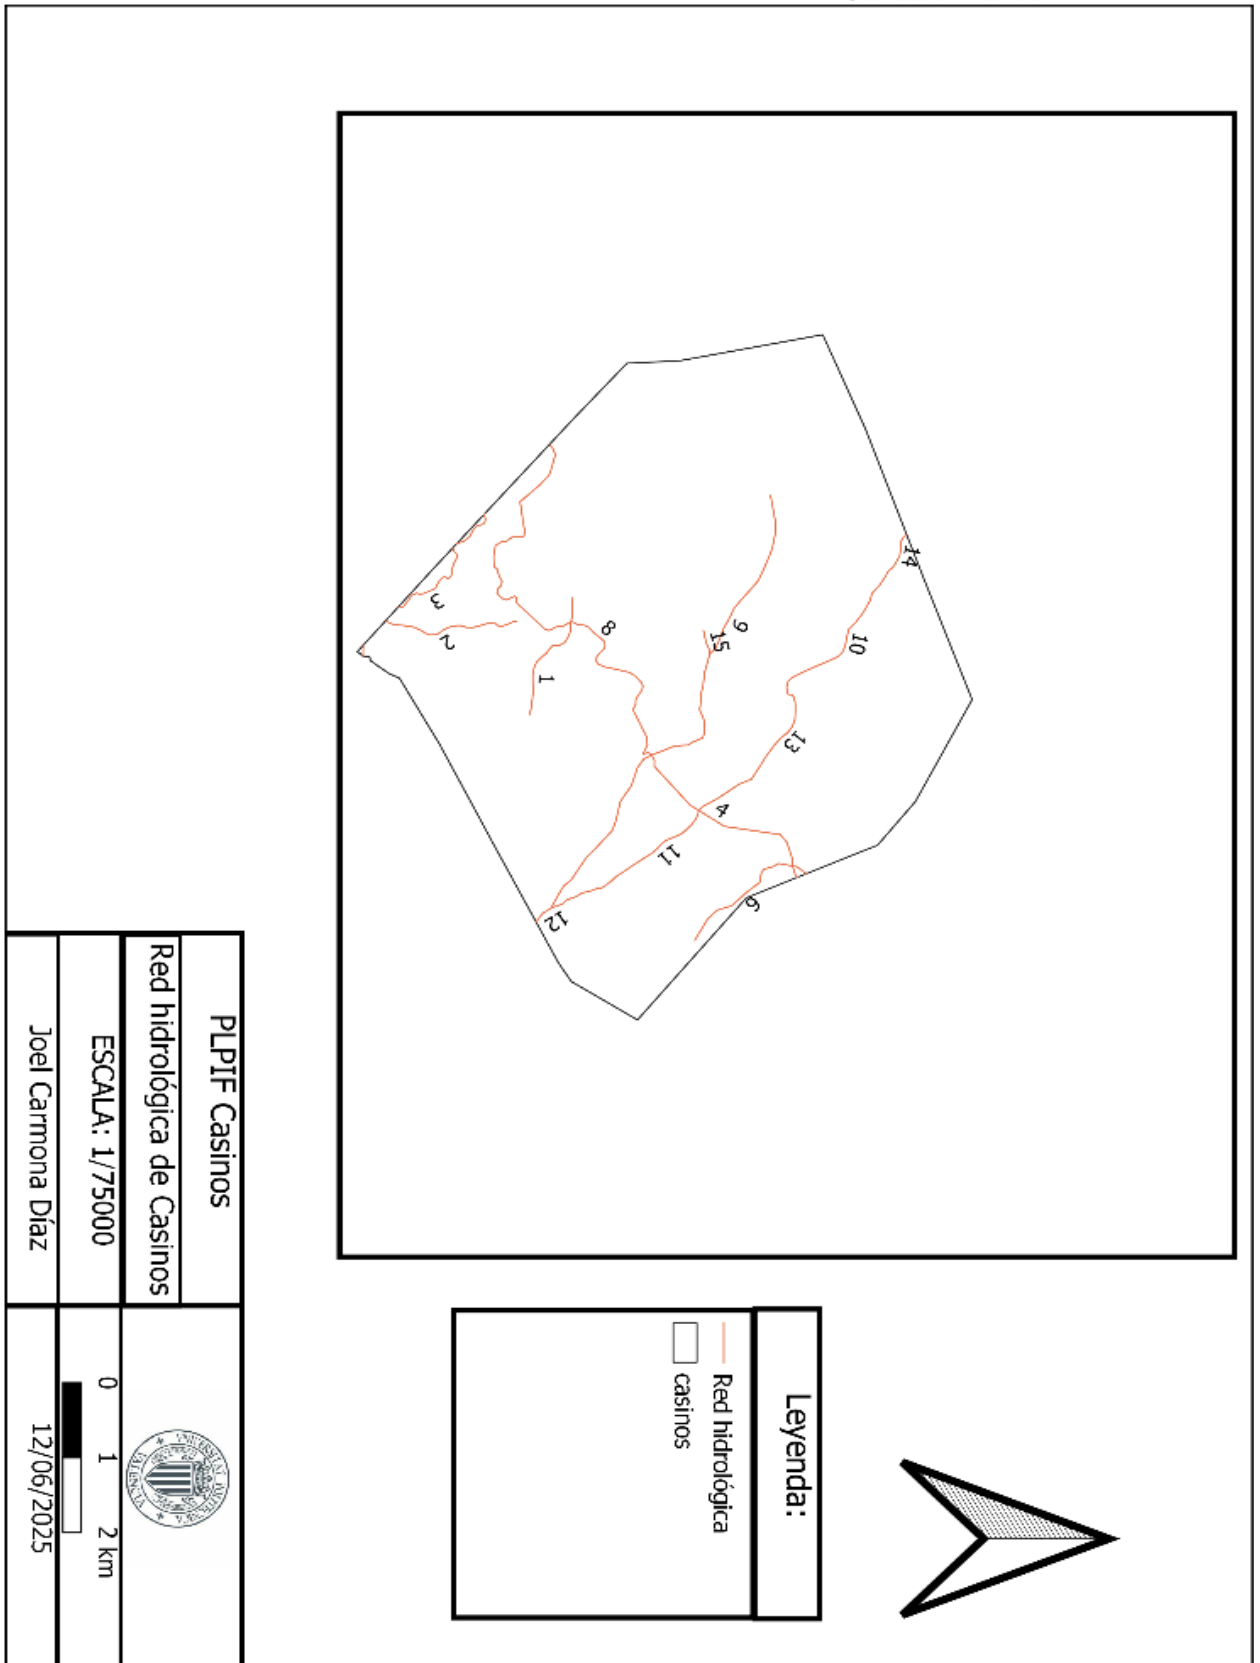 14
10
13
6
9
4
15
11
8
12
1
2
3
Leyenda:
Red hidrológica
casinos
PLPIF Casinos
Red hidrológica de Casinos
ESCALA: 1/75000
0 1 2 km
Joel Carmona Díaz
12/06/2025